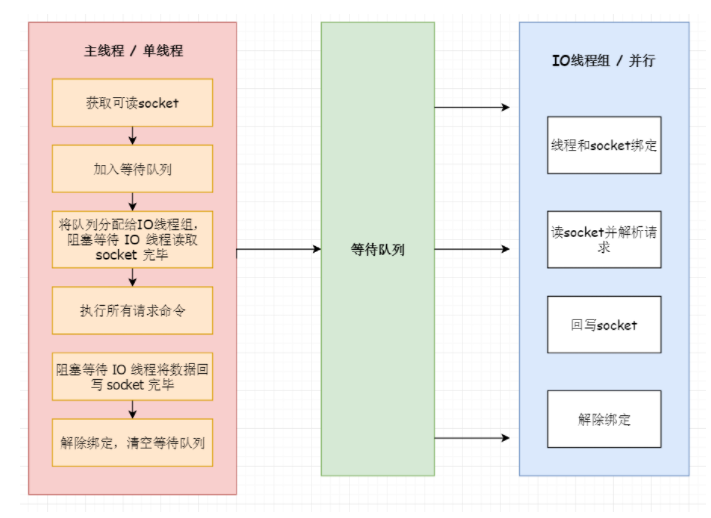 主线程 / 单线程
获取可读socket
加入等待队列
将队列分配给IO线程组，
阻塞等待 IO 线程读取
socket 完毕
执行所有请求命令
阻塞等待 IO 线程将数据回
写 socket 完毕
解除绑定，清空等待队列
等待队列
IO线程组 / 并行
线程和socket绑定
读socket并解析请
求
回写socket
解除绑定